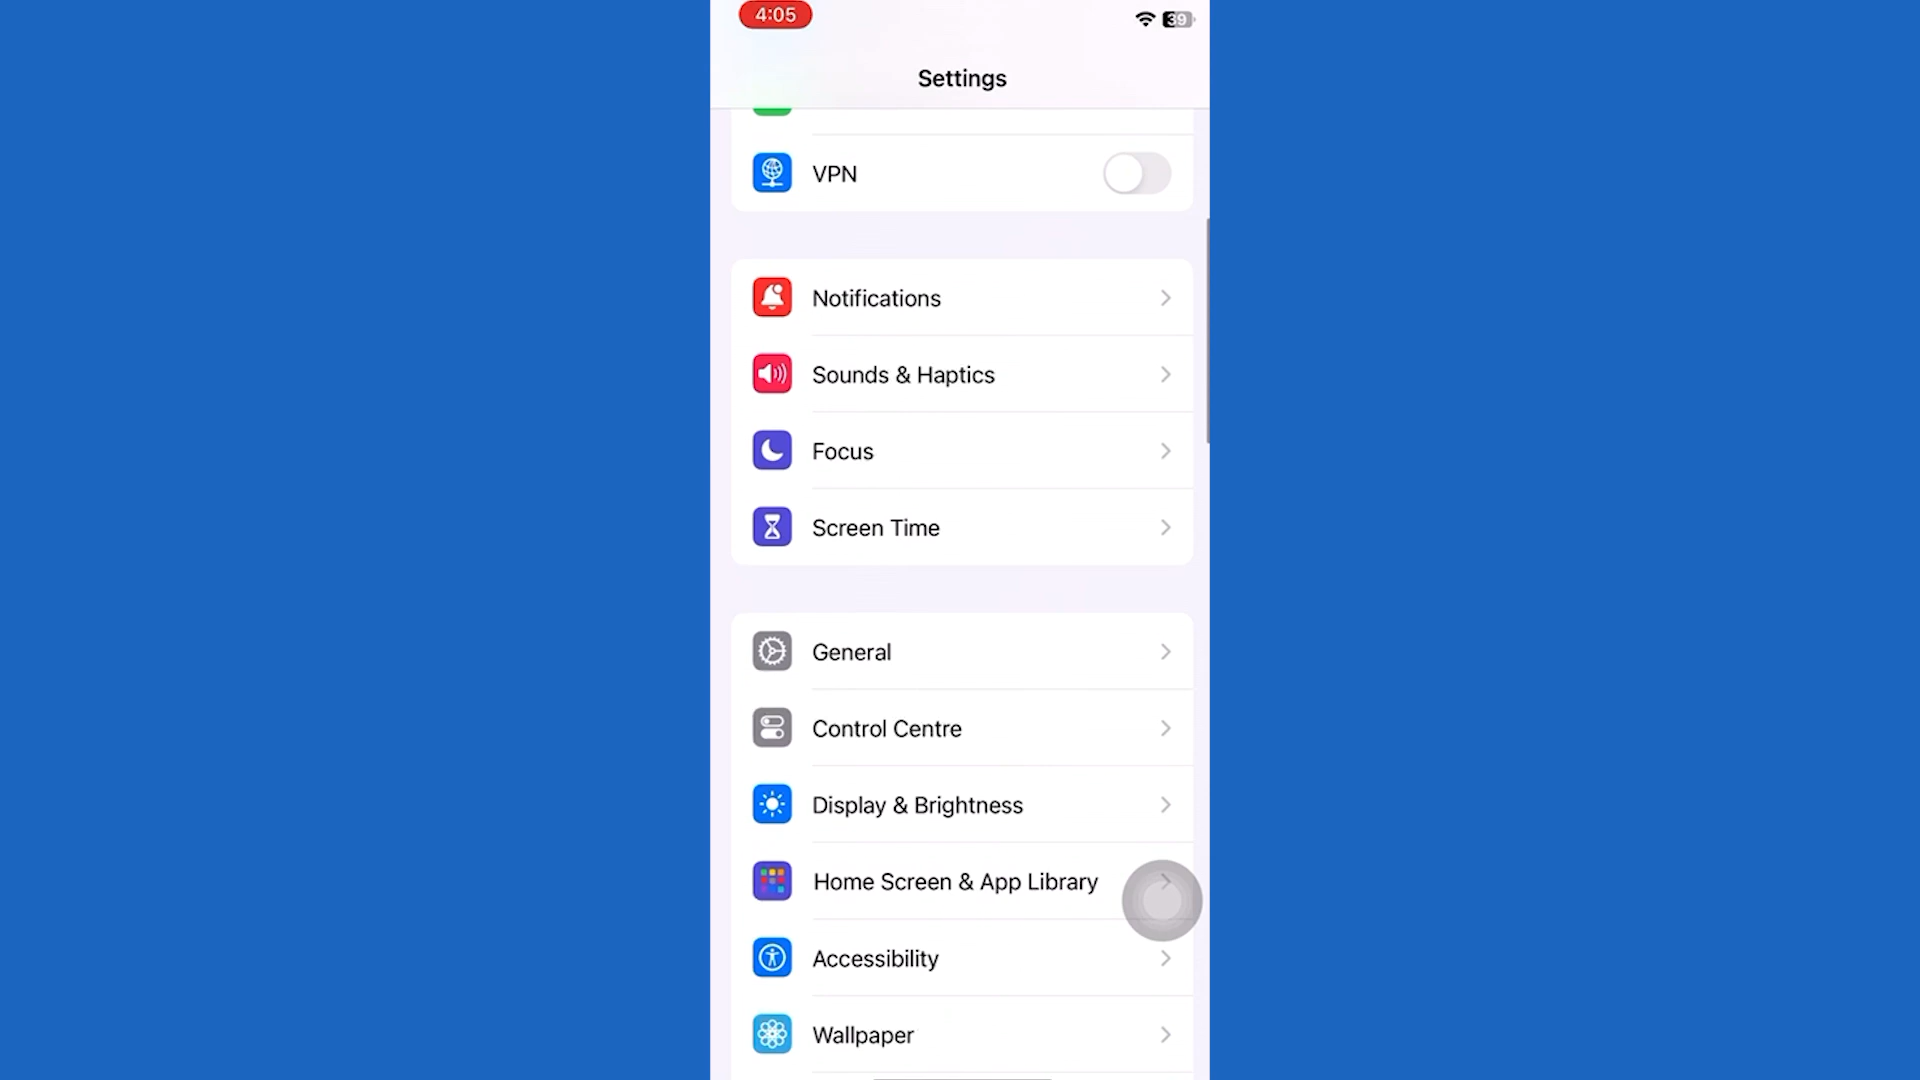 4:05
39
Settings
VPN
Notifications
Sounds & Haptics
Focus
Screen Time
General
Control Centre
Display & Brightness
Home Screen & App Library
Accessibility
Wallpaper